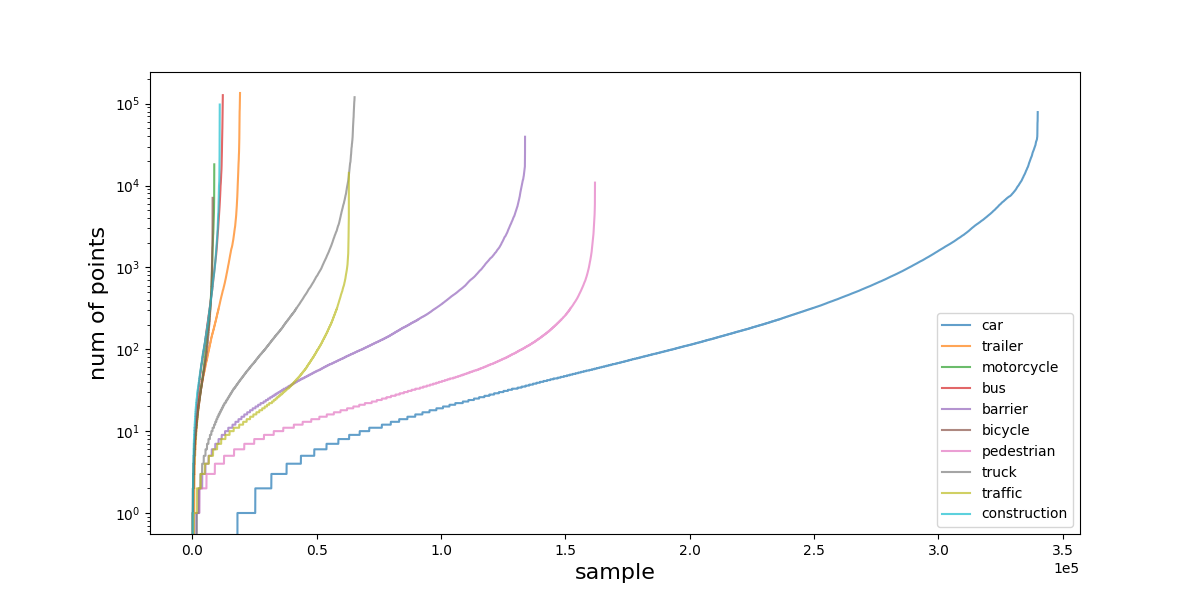 num of points
10^5
10^4
10^3
10^2
10^1
10^0
0.0 0.5 1.0 1.5 2.0 2.5 3.0 3.5
1e5
sample
car
trailer
motorcycle
bus
barrier
bicycle
pedestrian
truck
traffic
construction